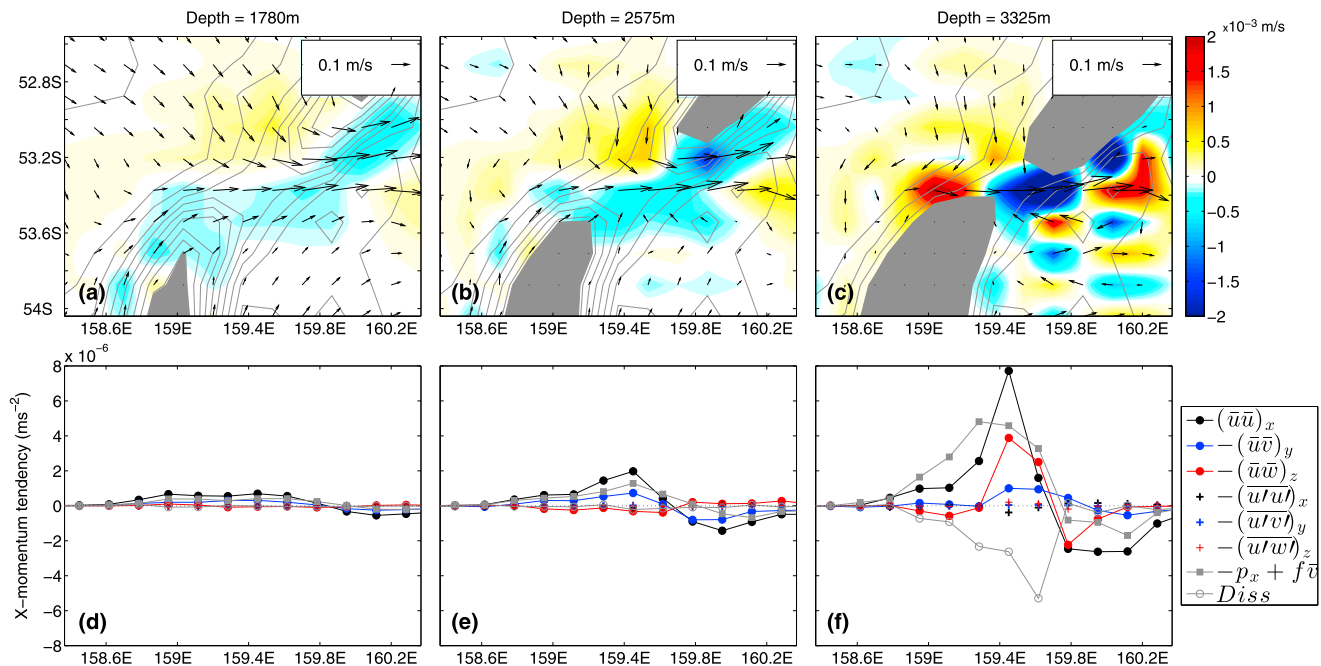 Depth = 1780m
Depth = 2575m
Depth = 3325m
×10⁻³ m/s
0.1 m/s
0.1 m/s
0.1 m/s
52.8S
53.2S
53.6S
54S
(a)
(b)
(c)
2
1.5
1
0.5
0
−0.5
−1
−1.5
−2
158.6E 159E 159.4E 159.8E 160.2E
158.6E 159E 159.4E 159.8E 160.2E
158.6E 159E 159.4E 159.8E 160.2E
8 x 10⁻⁶
6
4
2
0
−2
−4
−6
−8
X−momentum tendency (ms⁻²)
(d)
(e)
(f)
158.6E 159E 159.4E 159.8E 160.2E
158.6E 159E 159.4E 159.8E 160.2E
158.6E 159E 159.4E 159.8E 160.2E
(ūū)ₓ
−(ūv̄)_y
−(ūw̄)_z
−(u′u′)ₓ
−(u′v′)_y
−(u′w′)_z
−pₓ + fv̄
Diss